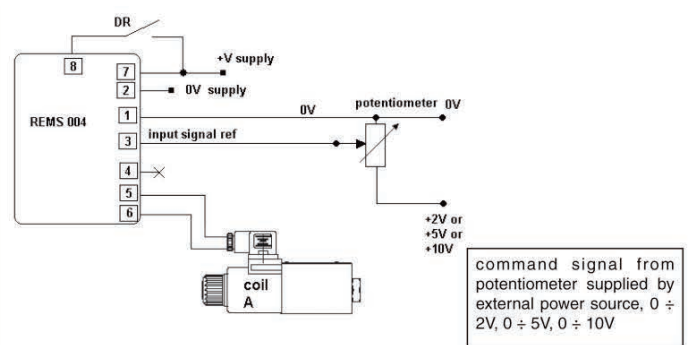 DR
8
7
+V supply
2
0V supply
REMS 004
1
0V
potentiometer 0V
3
input signal ref
4
5
6
+2V or
+5V or
+10V
coil
A
command signal from
potentiometer supplied by
external power source, 0 ÷
2V, 0 ÷ 5V, 0 ÷ 10V